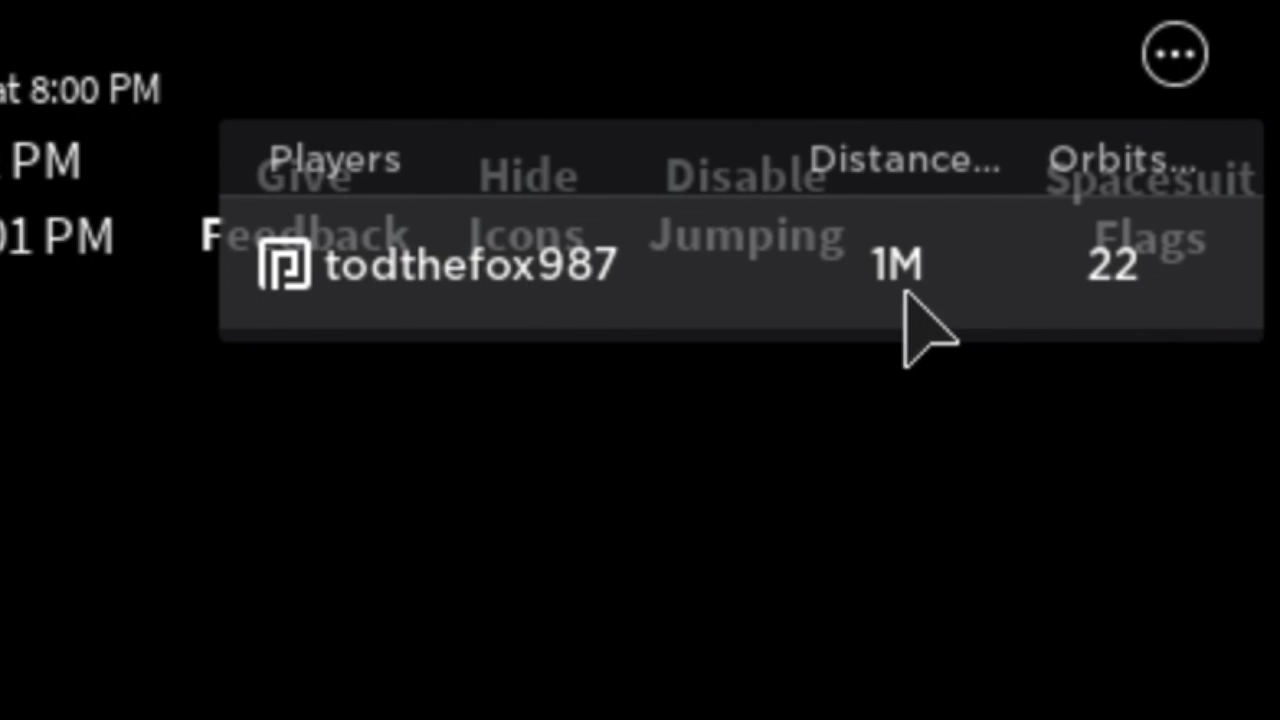 at 8:00 PM
PM
01 PM
Players Distance... Orbits...
Give Hide Disable Spacesuit
Feedback Icons Jumping Flags
todthefox987 1M 22